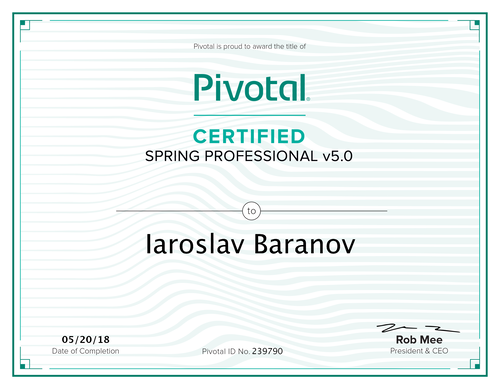 Pivotal is proud to award the title of
Pivotal®
CERTIFIED
SPRING PROFESSIONAL v5.0
to
Iaroslav Baranov
05/20/18
Date of Completion
Pivotal ID No. 239790
Rob Mee
President & CEO